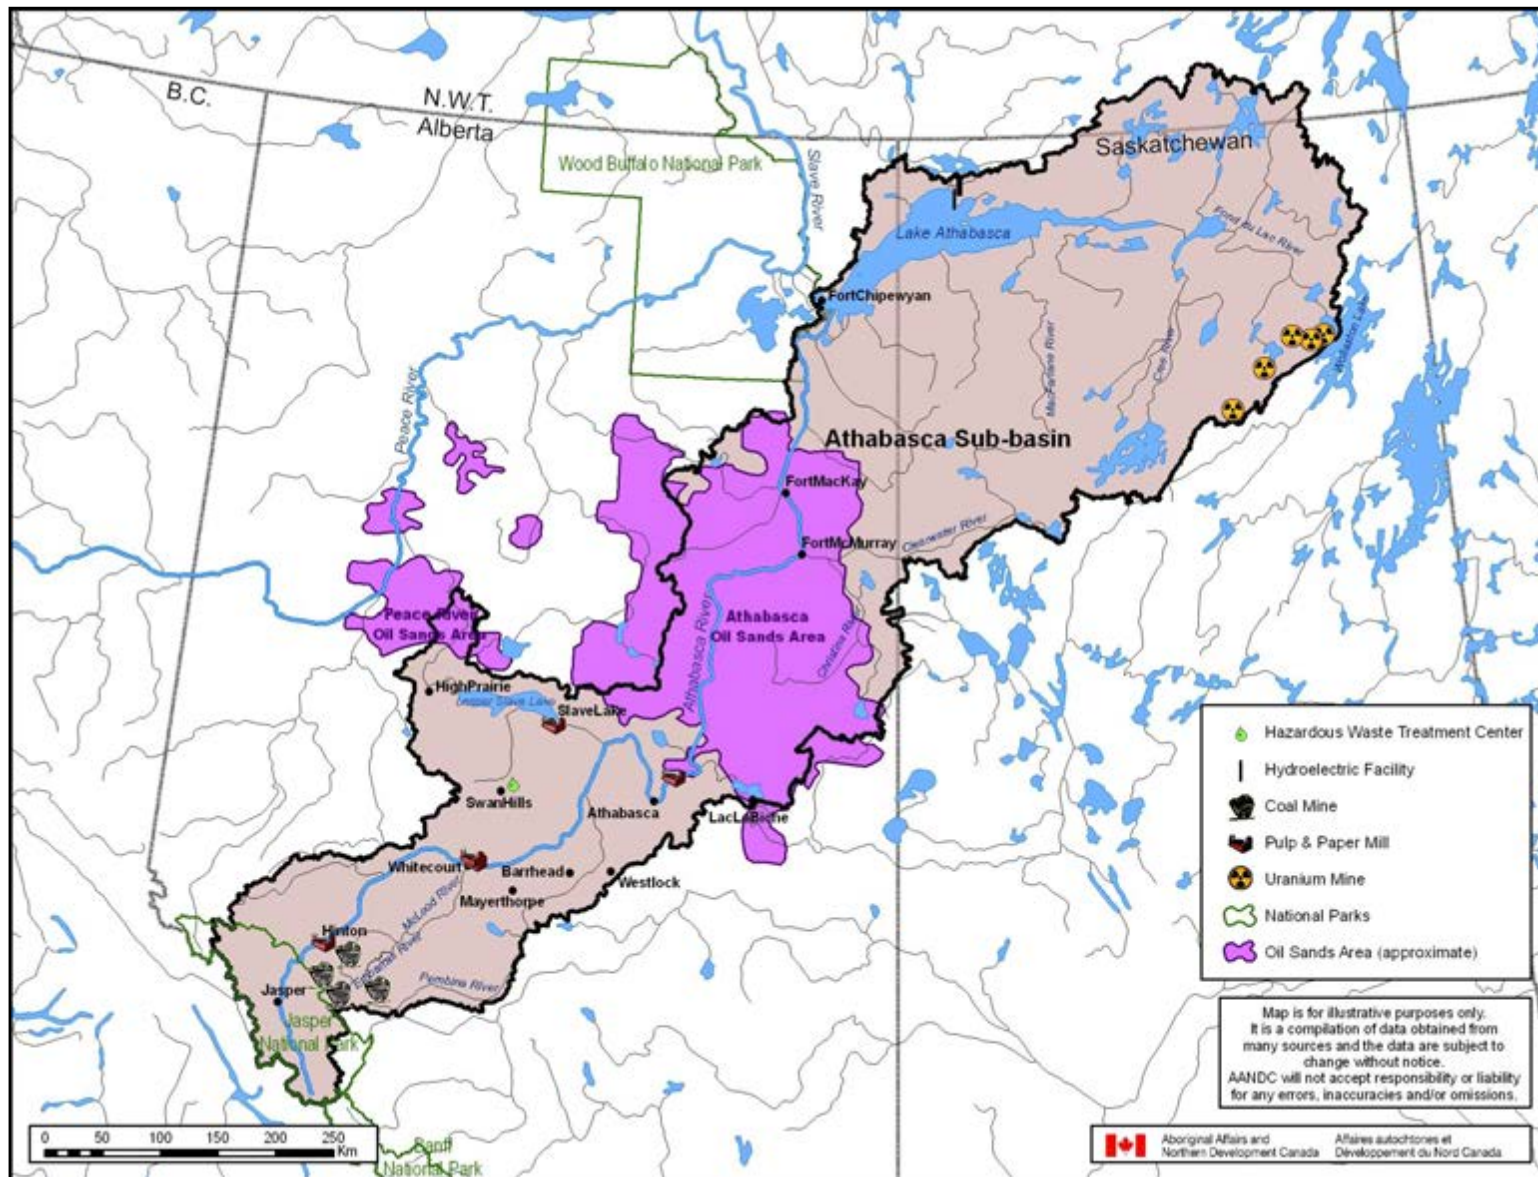 B.C.
N.W.T.
Alberta
Saskatchewan
Wood Buffalo National Park
Slave River
Lake Athabasca
Fond du Lac River
FortChipewyan
Peace River
MacFarlane River
Cree River
Wollaston Lake
Athabasca Sub-basin
FortMacKay
FortMcMurray
Clearwater River
Peace River
Oil Sands Area
Athabasca
Oil Sands Area
Athabasca River
Christina River
HighPrairie
Lesser Slave Lake
SlaveLake
SwanHills
Athabasca
LacLaBiche
Whitecourt
Barrhead
Westlock
Mayerthorpe
McLeod River
Hinton
Embarras River
Pembina River
Jasper
Jasper
National Park
Banff
National Park
Hazardous Waste Treatment Center
Hydroelectric Facility
Coal Mine
Pulp & Paper Mill
Uranium Mine
National Parks
Oil Sands Area (approximate)
Map is for illustrative purposes only.
It is a compilation of data obtained from
many sources and the data are subject to
change without notice.
AANDC will not accept responsibility or liability
for any errors, inaccuracies and/or omissions.
0 50 100 150 200 250
Km
Aboriginal Affairs and
Northern Development Canada
Affaires autochtones et
Développement du Nord Canada